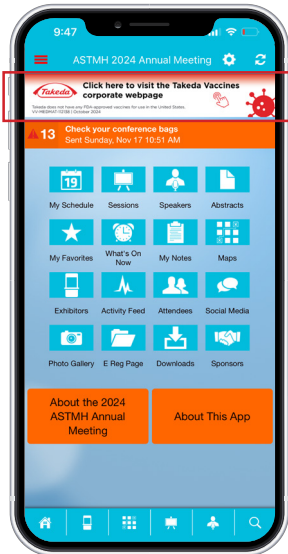 9:47
ASTMH 2024 Annual Meeting
Takeda
Click here to visit the Takeda Vaccines
corporate webpage
Takeda does not have any FDA-approved vaccines for use in the United States.
October 2024
13
Check your conference bags
Sent Sunday, Nov 17 10:51 AM
19
My Schedule
Sessions
Speakers
Abstracts
My Favorites
What's On
Now
My Notes
Maps
Exhibitors
Activity Feed
Attendees
Social Media
Photo Gallery
E Reg Page
Downloads
Sponsors
About the 2024
ASTMH Annual
Meeting
About This App